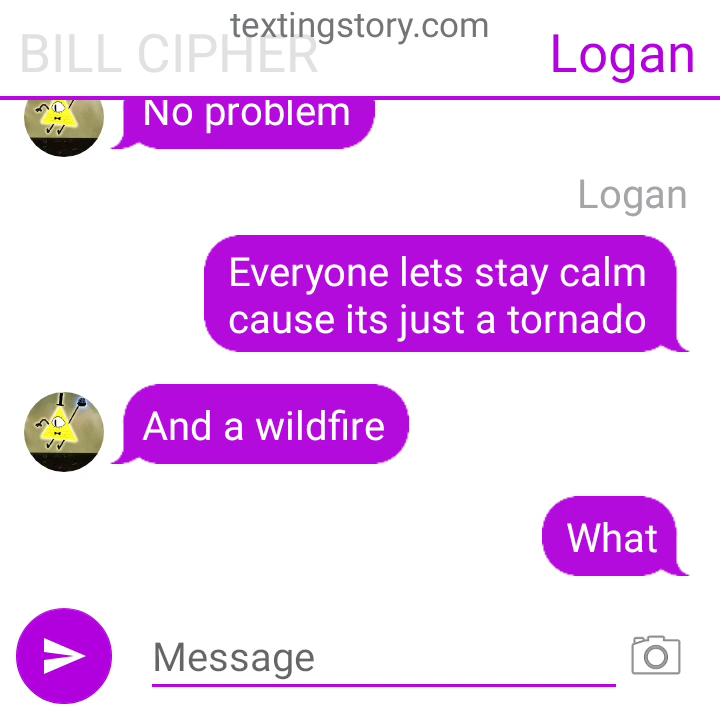 textingstory.com
BILL CIPHER
Logan
No problem
Logan
Everyone lets stay calm
cause its just a tornado
And a wildfire
What
Message